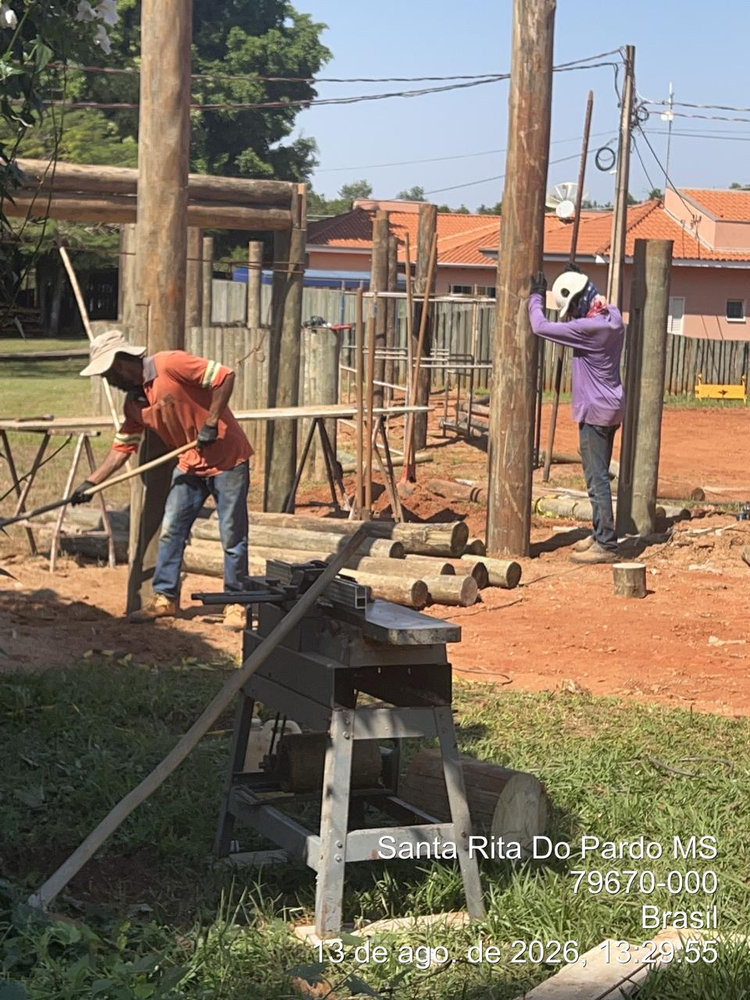 Santa Rita Do Pardo MS
79670-000
Brasil
13 de ago. de 2026, 13:29:55